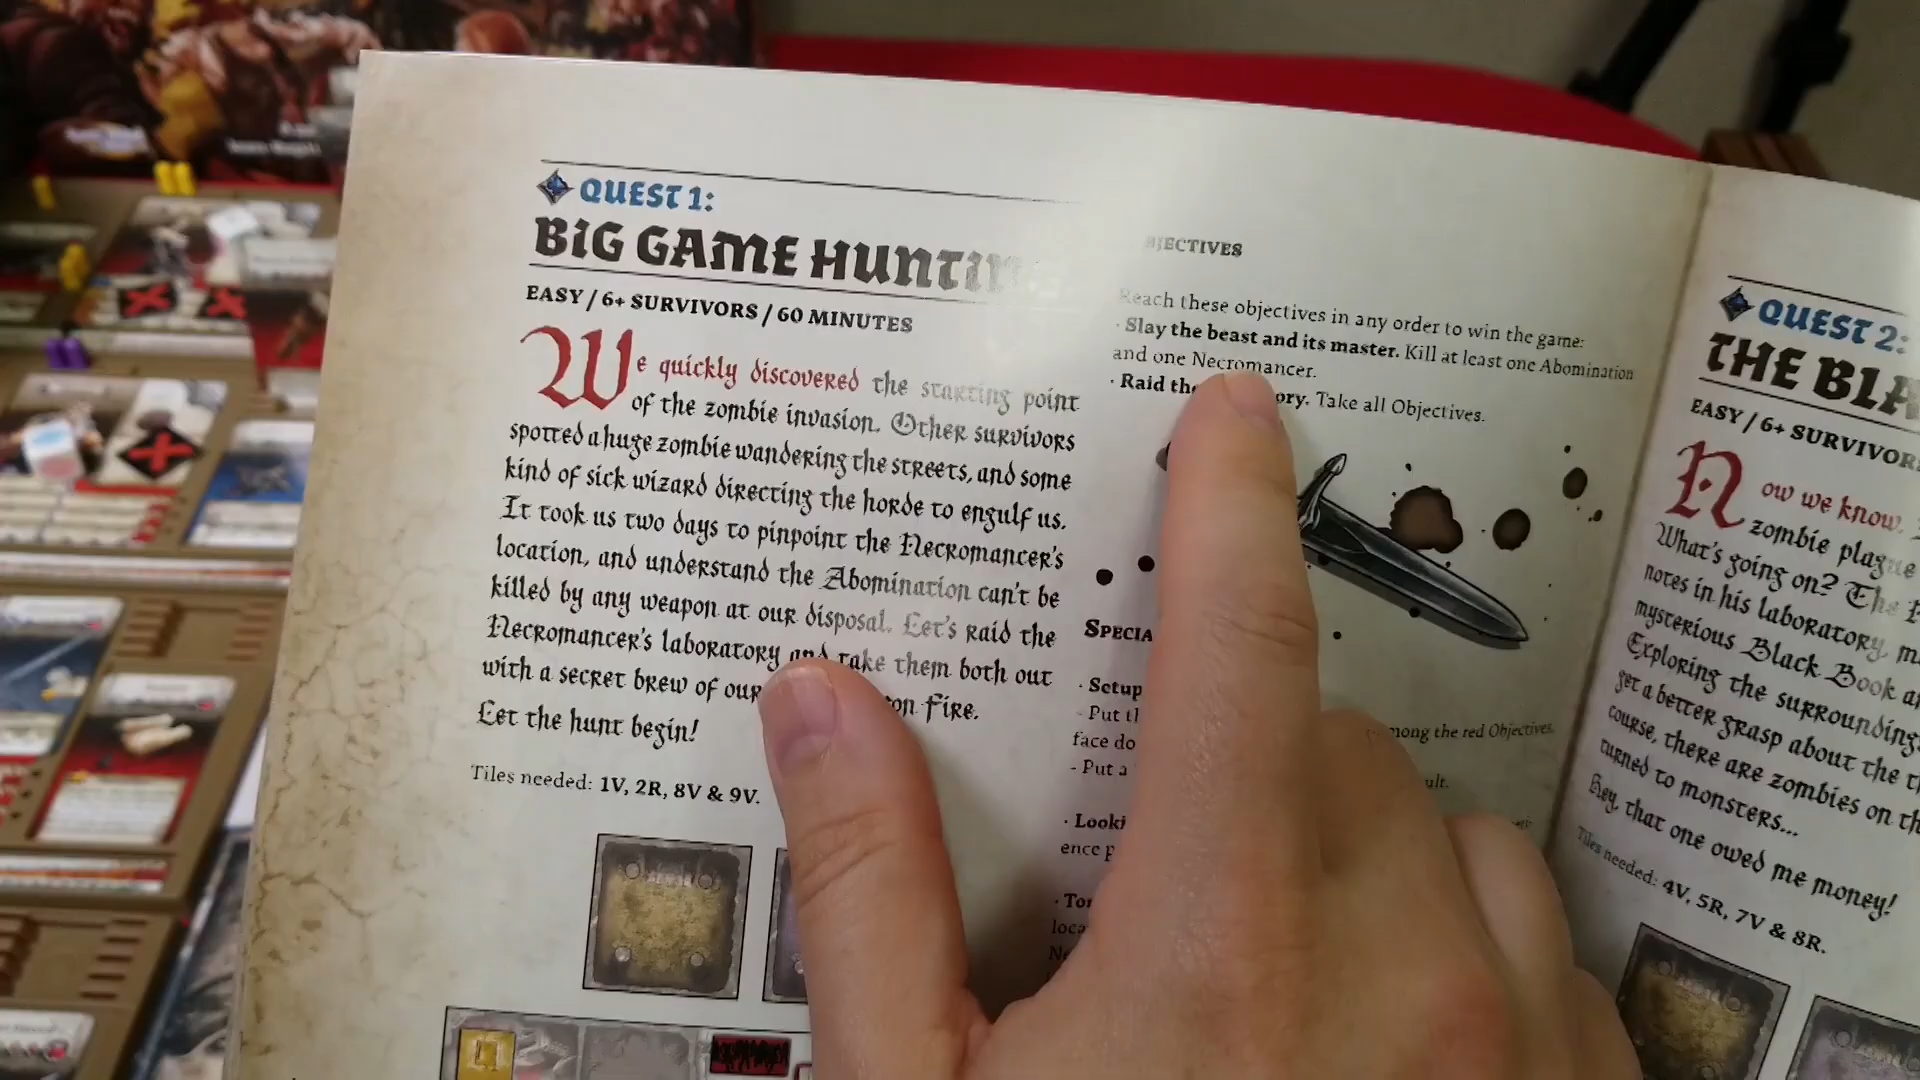 QUEST 1:
BIG GAME HUNTING
EASY / 6+ SURVIVORS / 60 MINUTES
We quickly discovered the starting point
of the zombie invasion. Other survivors
spotted a huge zombie wandering the streets, and some
kind of sick wizard directing the horde to engulf us.
It took us two days to pinpoint the Necromancer's
location, and understand the Abomination can't be
killed by any weapon at our disposal. Let's raid the
Necromancer's laboratory and take them both out
with a secret brew of our on fire.
Let the hunt begin!
Tiles needed: 1V, 2R, 8V & 9V.
BJECTIVES
Reach these objectives in any order to win the game:
· Slay the beast and its master. Kill at least one Abomination
and one Necromancer.
· Raid the ory. Take all Objectives.
SPECIA
· Setup
- Put th
mong the red Objectives,
face do
- Put a
ult.
· Looki
ence p
loca
QUEST 2:
THE BLA
EASY / 6+ SURVIVOR
Now we know.
zombie plague
What's going on? The
notes in his laboratory,
mysterious Black Book
Exploring the surrounding
get a better grasp about the
course, there are zombies on th
turned to monsters...
Hey, that one owed me money!
Tiles needed: 4V, 5R, 7V & 8R.